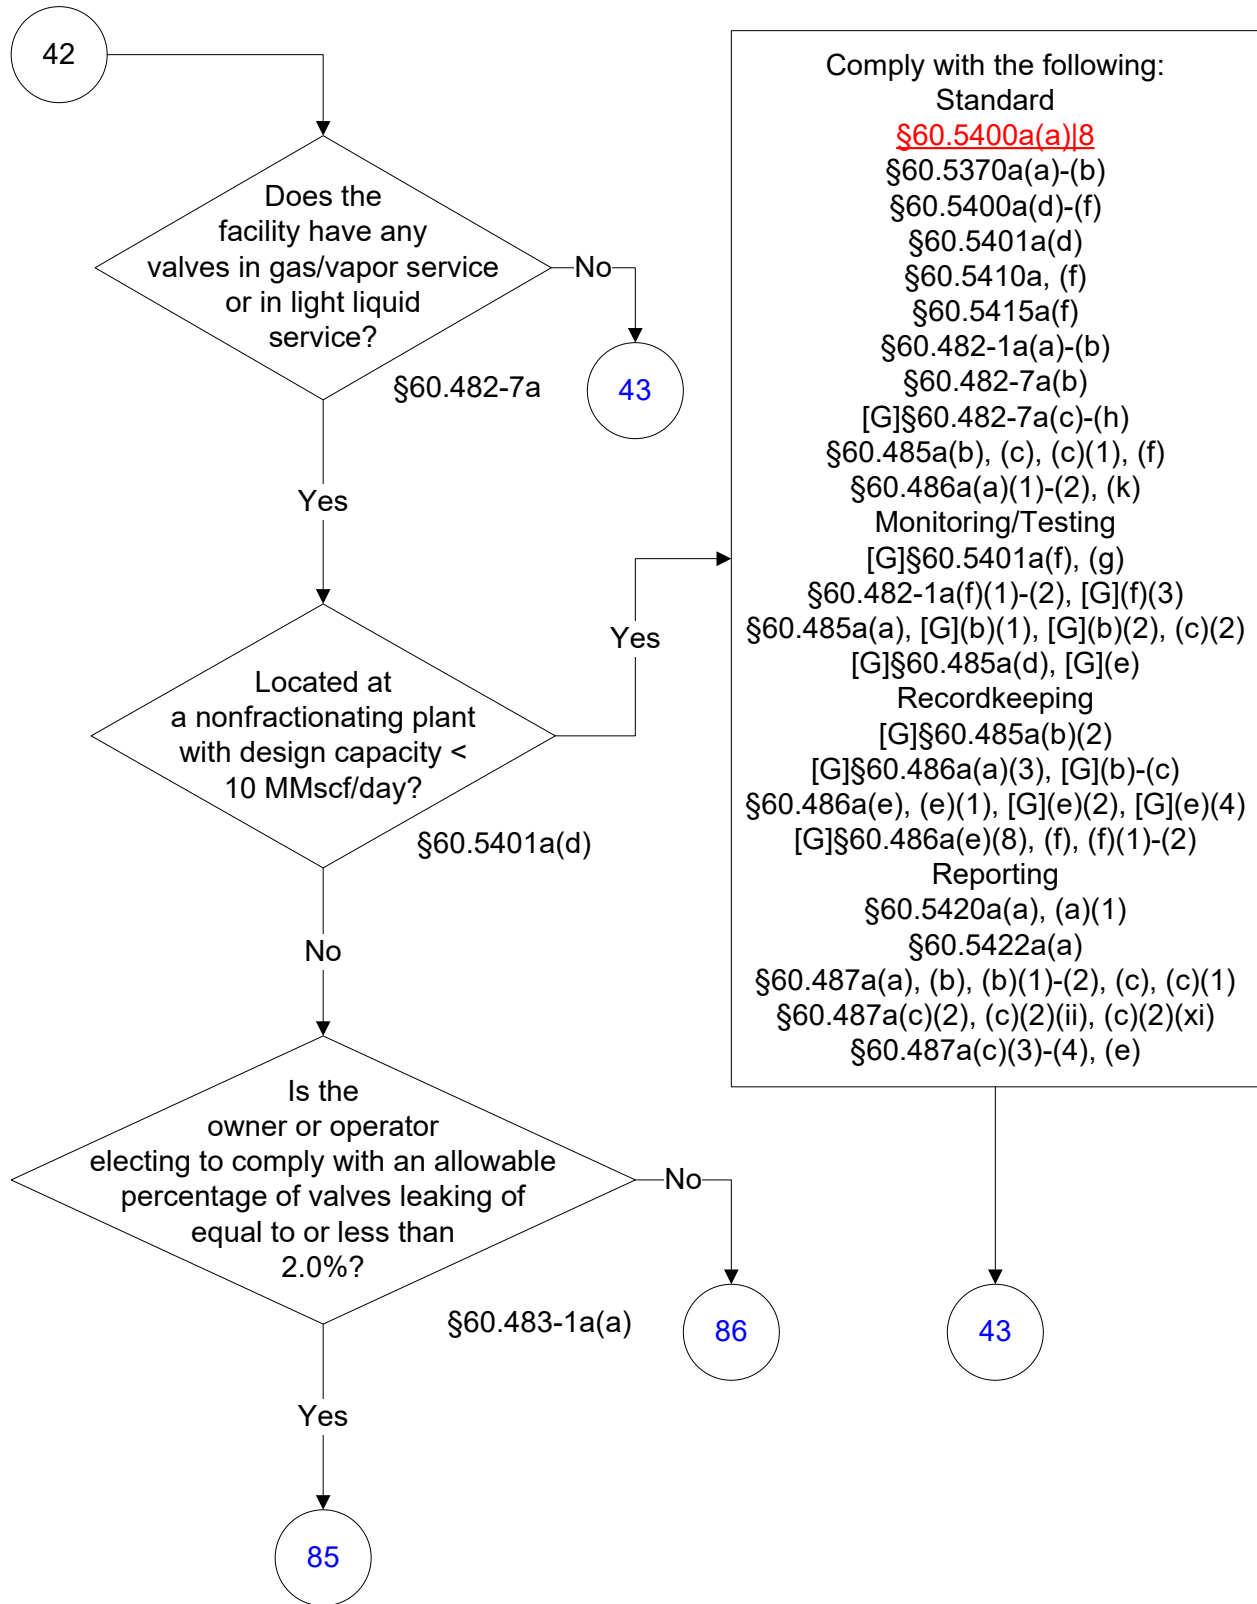 42
Does the
facility have any
valves in gas/vapor service
or in light liquid
service?
§60.482-7a
No
43
Yes
Located at
a nonfractionating plant
with design capacity <
10 MMscf/day?
§60.5401a(d)
Yes
No
Is the
owner or operator
electing to comply with an allowable
percentage of valves leaking of
equal to or less than
2.0%?
§60.483-1a(a)
No
86
Yes
85
Comply with the following:
Standard
§60.5400a(a)|8
§60.5370a(a)-(b)
§60.5400a(d)-(f)
§60.5401a(d)
§60.5410a, (f)
§60.5415a(f)
§60.482-1a(a)-(b)
§60.482-7a(b)
[G]§60.482-7a(c)-(h)
§60.485a(b), (c), (c)(1), (f)
§60.486a(a)(1)-(2), (k)
Monitoring/Testing
[G]§60.5401a(f), (g)
§60.482-1a(f)(1)-(2), [G](f)(3)
§60.485a(a), [G](b)(1), [G](b)(2), (c)(2)
[G]§60.485a(d), [G](e)
Recordkeeping
[G]§60.485a(b)(2)
[G]§60.486a(a)(3), [G](b)-(c)
§60.486a(e), (e)(1), [G](e)(2), [G](e)(4)
[G]§60.486a(e)(8), (f), (f)(1)-(2)
Reporting
§60.5420a(a), (a)(1)
§60.5422a(a)
§60.487a(a), (b), (b)(1)-(2), (c), (c)(1)
§60.487a(c)(2), (c)(2)(ii), (c)(2)(xi)
§60.487a(c)(3)-(4), (e)
43